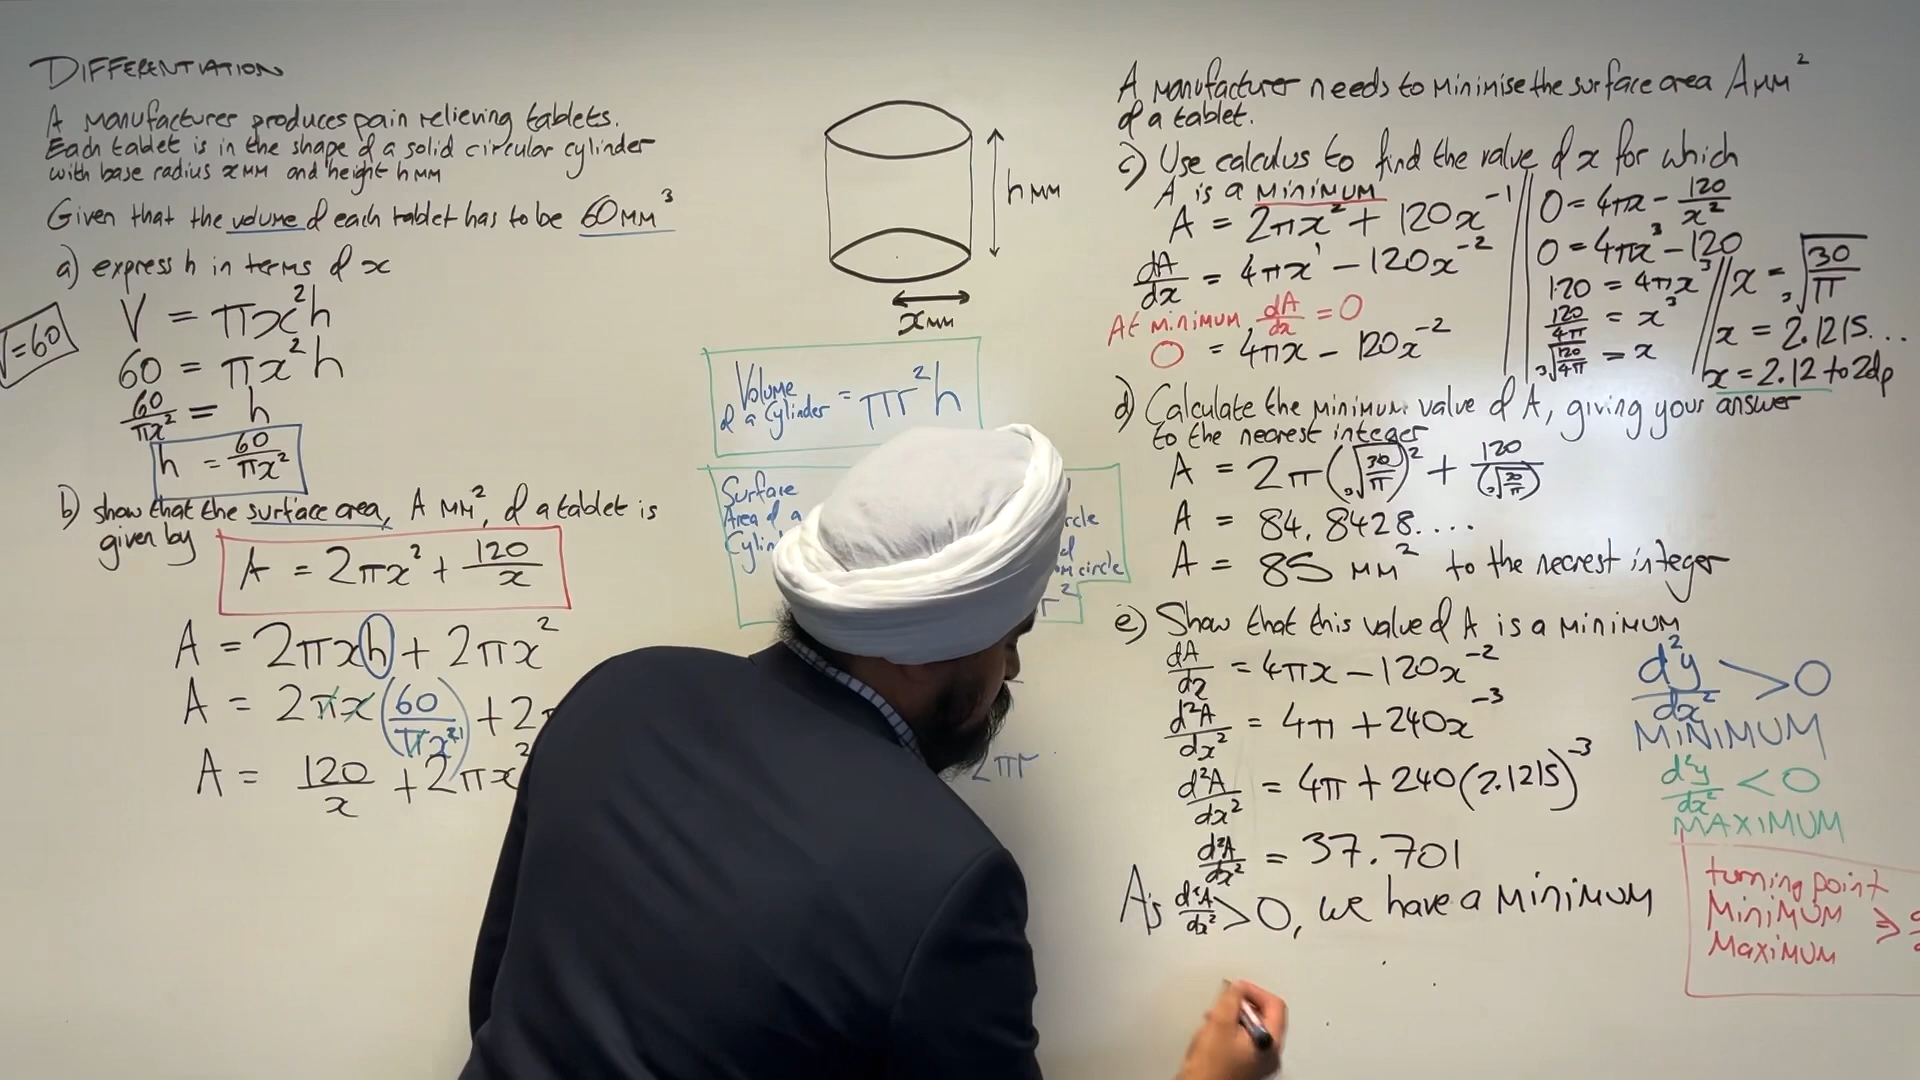 DIFFERENTIATION
A manufacturer produces pain relieving tablets.
Each tablet is in the shape of a solid circular cylinder
with base radius x mm and height h mm
Given that the volume of each tablet has to be 60mm³
a) express h in terms of x
V = πx²h
=60
60 = πx²h
60/πx² = h
h = 60/πx²
b) show that the surface area, A mm², of a tablet is
given by
A = 2πx² + 120/x
A = 2πxh + 2πx²
A = 2πx(60/πx²) + 2
A = 120/x + 2πx²
h mm
x mm
Volume
of a Cylinder = πr²h
Surface
Area of a
2πr
A manufacturer needs to minimise the surface area A mm²
of a tablet.
c) Use calculus to find the value of x for which
A is a minimum
A = 2πx² + 120x⁻¹
dA/dx = 4πx¹ − 120x⁻²
At minimum, dA/dx = 0
0 = 4πx − 120x⁻²
0 = 4πx − 120/x²
0 = 4πx³ − 120
120 = 4πx³
120/4π = x³
³√(120/4π) = x
x = ³√(30/π)
x = 2.1215...
x = 2.12 to 2dp
d) Calculate the minimum value of A, giving your answer
to the nearest integer
A = 2π(³√(30/π))² + 120/(³√(30/π))
A = 84.8428....
A = 85 mm² to the nearest integer
e) Show that this value of A is a minimum
dA/dx = 4πx − 120x⁻²
d²A/dx² = 4π + 240x⁻³
d²A/dx² = 4π + 240(2.1215)⁻³
d²A/dx² = 37.701
As d²A/dx² > 0, we have a minimum
d²y/dx² > 0
MINIMUM
d²y/dx² < 0
MAXIMUM
turning point
Minimum
Maximum ⇒